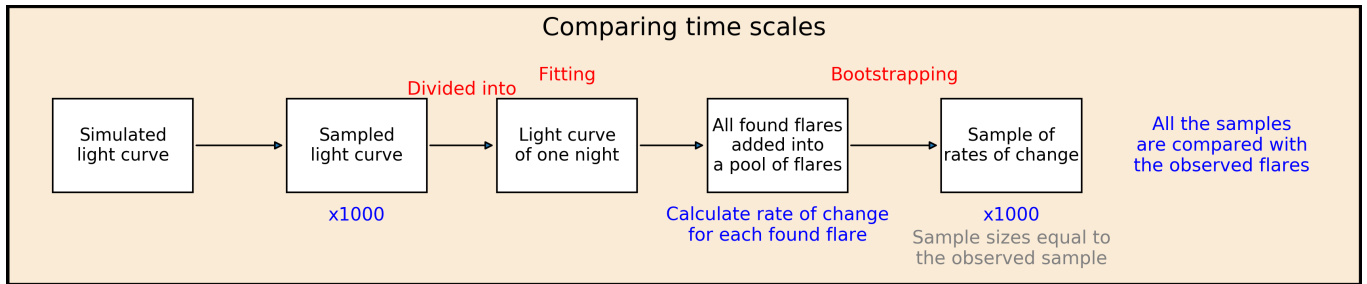 Comparing time scales
Simulated
light curve
Divided into
Sampled
light curve
x1000
Fitting
Light curve
of one night
All found flares
added into
a pool of flares
Calculate rate of change
for each found flare
Bootstrapping
Sample of
rates of change
x1000
Sample sizes equal to
the observed sample
All the samples
are compared with
the observed flares